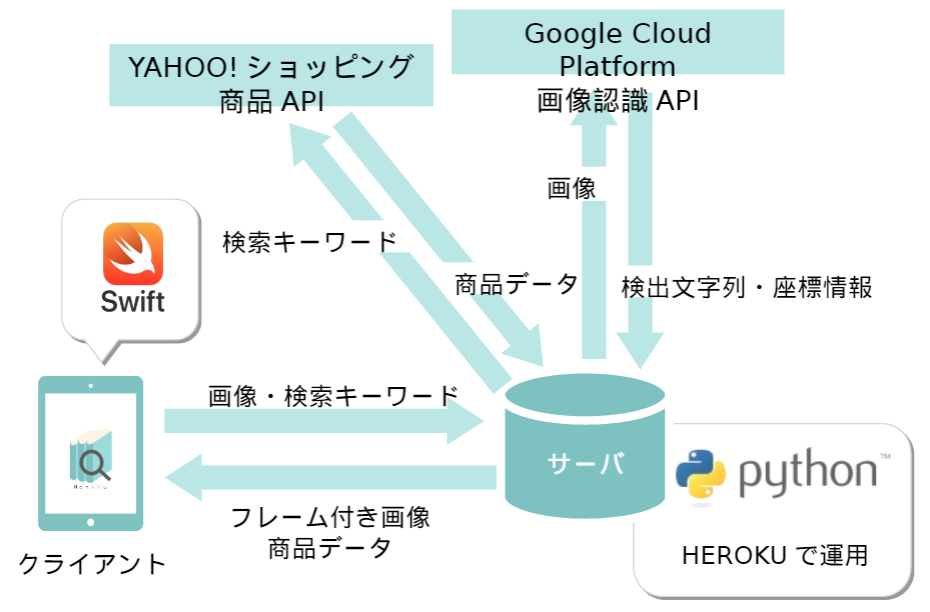 Google Cloud
Platform
画像認識 API
YAHOO! ショッピング
商品 API
画像
検索キーワード
商品データ
検出文字列・座標情報
Swift
画像・検索キーワード
サーバ
python™
フレーム付き画像
商品データ
クライアント
HEROKU で運用